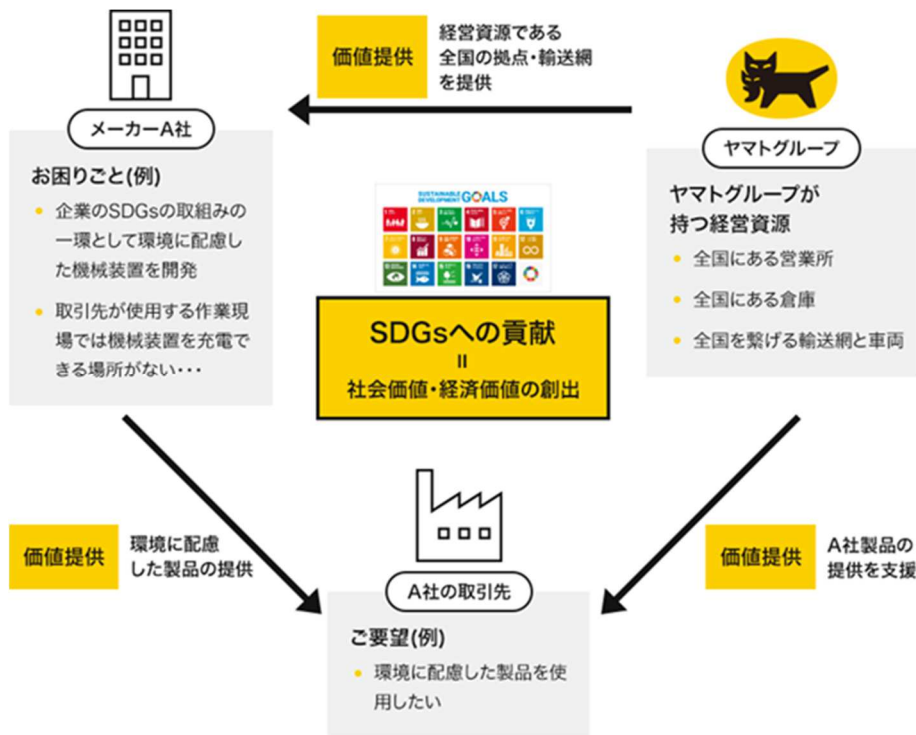 価値提供
経営資源である
全国の拠点・輸送網
を提供
メーカーA社
お困りごと(例)
企業のSDGsの取組みの
一環として環境に配慮し
た機械装置を開発
取引先が使用する作業現
場では機械装置を充電で
きる場所がない・・・
ヤマトグループ
ヤマトグループが
持つ経営資源
全国にある営業所
全国にある倉庫
全国を繋げる輸送網と車両
SUSTAINABLE
DEVELOPMENT GOALS
SDGsへの貢献
=
社会価値・経済価値の創出
価値提供
環境に配慮
した製品の提供
価値提供
A社製品の
提供を支援
A社の取引先
ご要望(例)
環境に配慮した製品を使
用したい